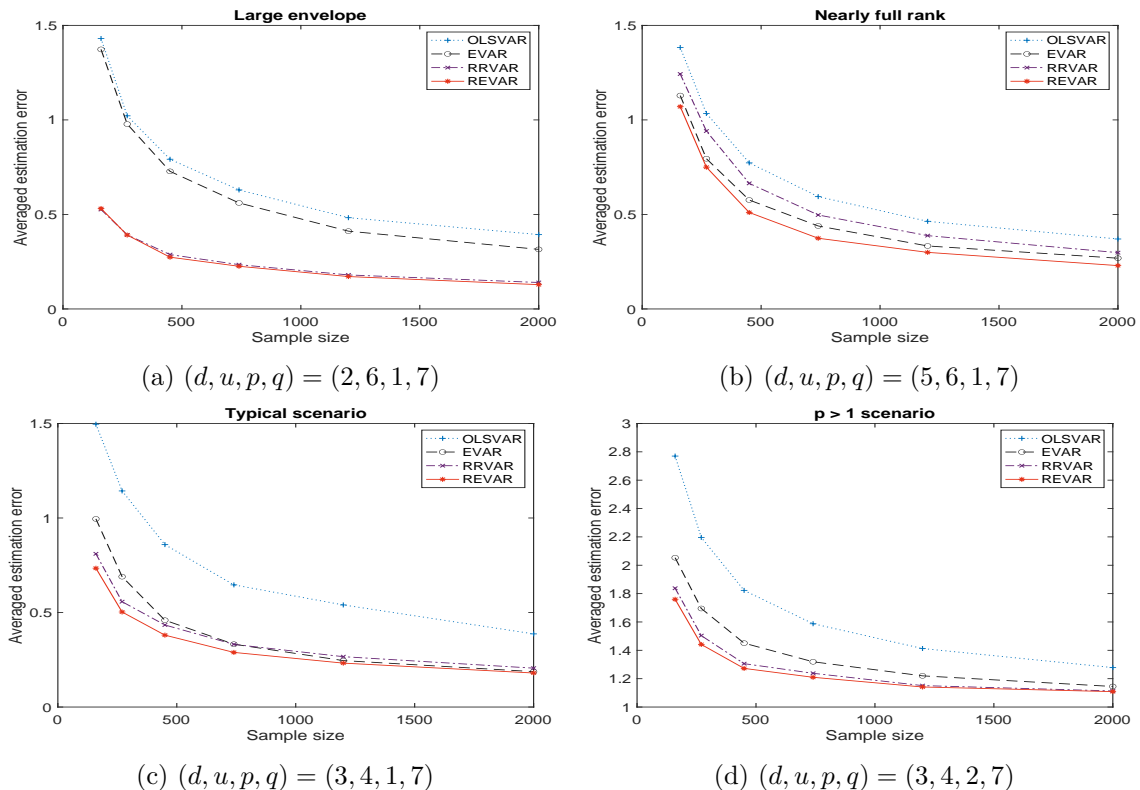 Large envelope
Averaged estimation error
1.5
1
0.5
0
0 500 1000 1500 2000
Sample size
OLSVAR
EVAR
RRVAR
REVAR
(a) (d, u, p, q) = (2, 6, 1, 7)
Nearly full rank
Averaged estimation error
1.5
1
0.5
0
0 500 1000 1500 2000
Sample size
OLSVAR
EVAR
RRVAR
REVAR
(b) (d, u, p, q) = (5, 6, 1, 7)
Typical scenario
Averaged estimation error
1.5
1
0.5
0
0 500 1000 1500 2000
Sample size
OLSVAR
EVAR
RRVAR
REVAR
(c) (d, u, p, q) = (3, 4, 1, 7)
p > 1 scenario
Averaged estimation error
3
2.8
2.6
2.4
2.2
2
1.8
1.6
1.4
1.2
1
0 500 1000 1500 2000
Sample size
OLSVAR
EVAR
RRVAR
REVAR
(d) (d, u, p, q) = (3, 4, 2, 7)